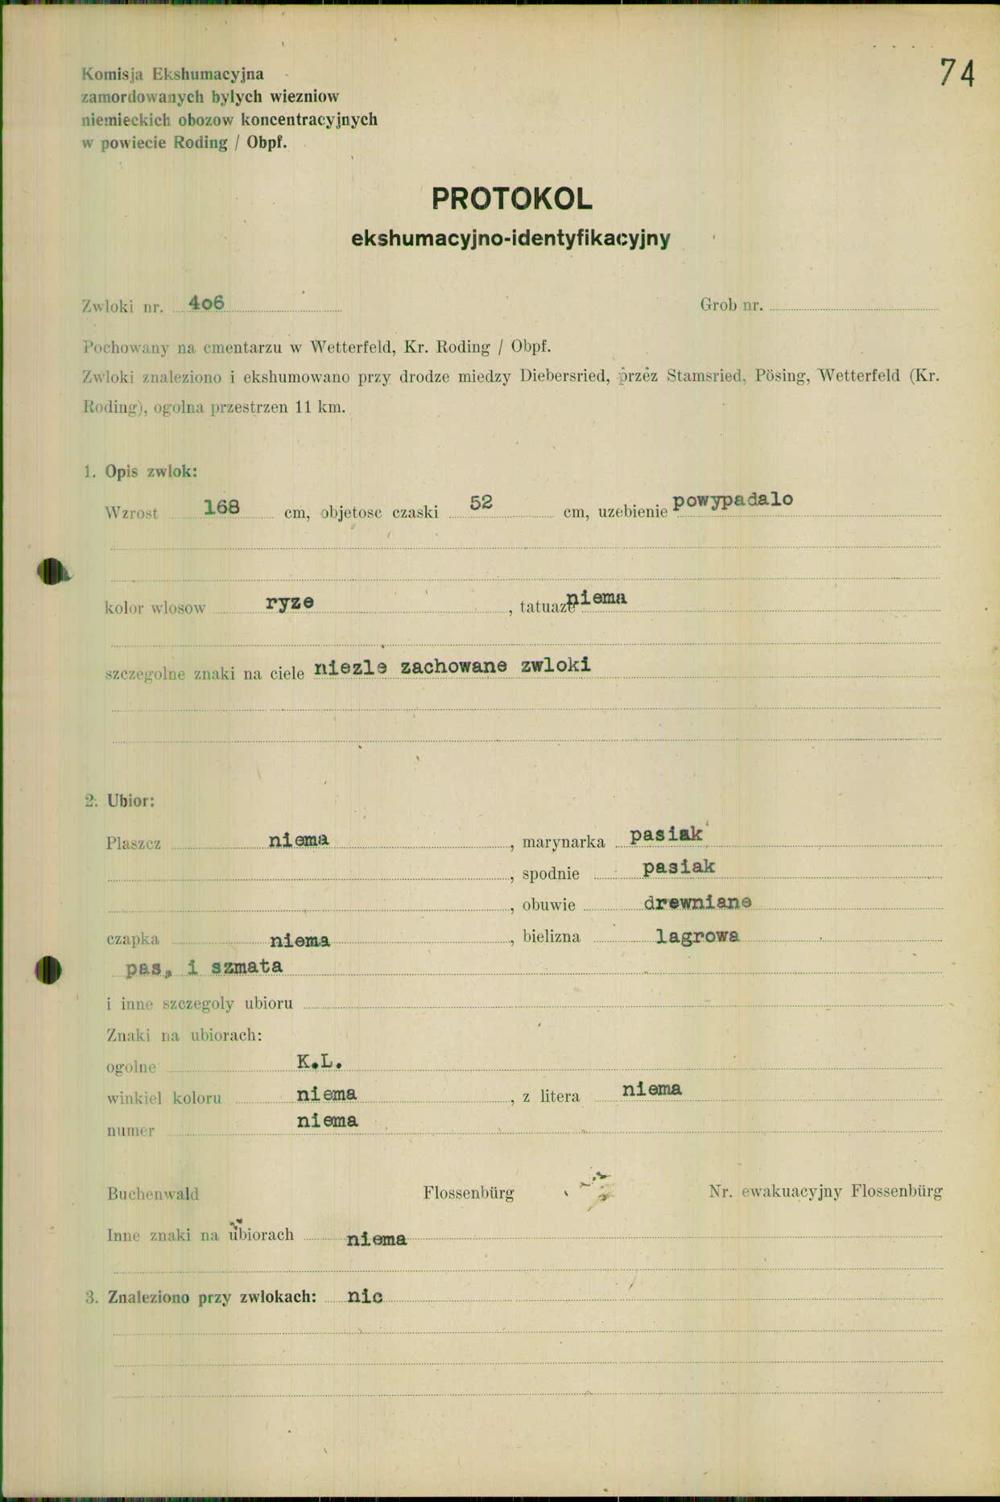 74
Komisja Ekshumacyjna
zamordowanych bylych wiezniow
niemieckich obozow koncentracyjnych
w powiecie Roding / Obpf.
PROTOKOL
ekshumacyjno-identyfikacyjny
Zwloki nr. 4o6 Grob nr.
Pochowany na cmentarzu w Wetterfeld, Kr. Roding / Obpf.
Zwloki znaleziono i ekshumowano przy drodze miedzy Diebersried, przez Stamsried, Pösing, Wetterfeld (Kr.
Roding), ogolna przestrzen 11 km.
1. Opis zwlok:
Wzrost 168 cm, objetosc czaski 52 cm, uzebienie powypadalo
kolor wlosow ryze , tatuaze niema
szczegolne znaki na ciele niezle zachowane zwloki
2. Ubior:
Plaszcz niema , marynarka pasiak
, spodnie pasiak
, obuwie drewniane
czapka niema , bielizna lagrowa
pas, i szmata
i inne szczegoly ubioru
Znaki na ubiorach:
ogolne K.L.
winkiel koloru niema , z litera niema
numer niema
Buchenwald Flossenbürg Nr. ewakuacyjny Flossenbürg
Inne znaki na ubiorach niema
3. Znaleziono przy zwlokach: nic